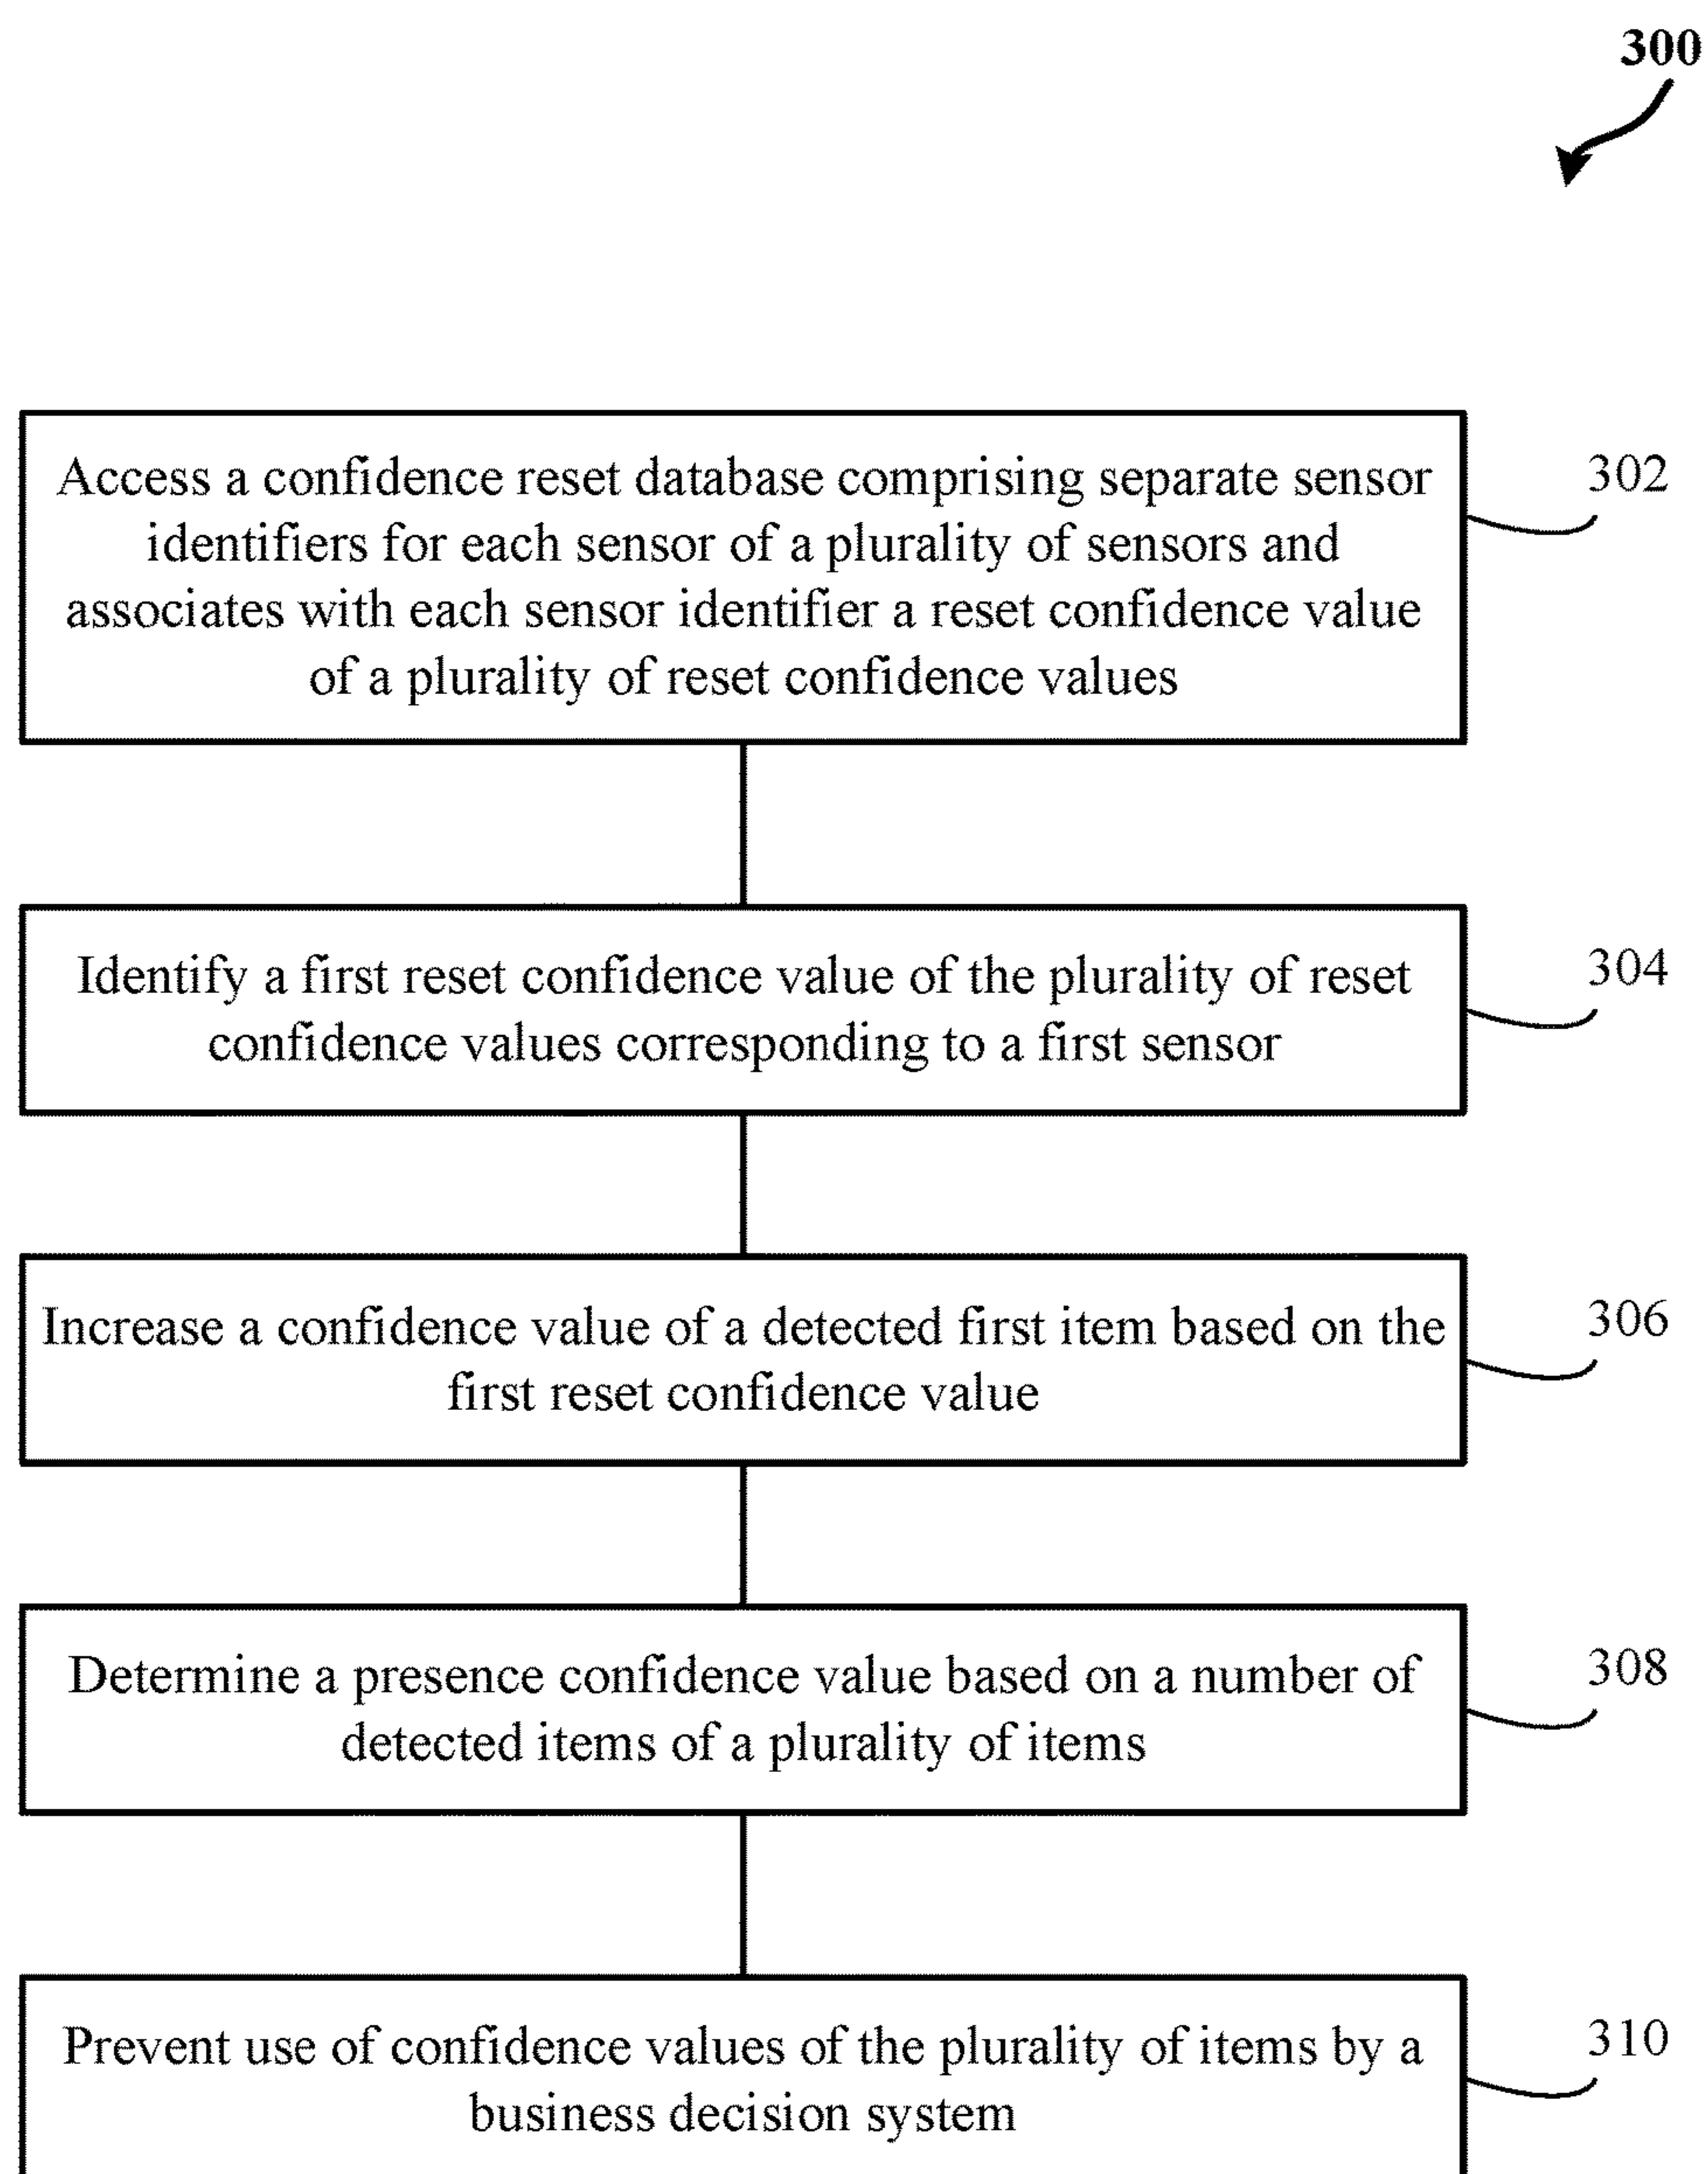 300
Access a confidence reset database comprising separate sensor
identifiers for each sensor of a plurality of sensors and
associates with each sensor identifier a reset confidence value
of a plurality of reset confidence values
302
Identify a first reset confidence value of the plurality of reset
confidence values corresponding to a first sensor
304
Increase a confidence value of a detected first item based on the
first reset confidence value
306
Determine a presence confidence value based on a number of
detected items of a plurality of items
308
Prevent use of confidence values of the plurality of items by a
business decision system
310